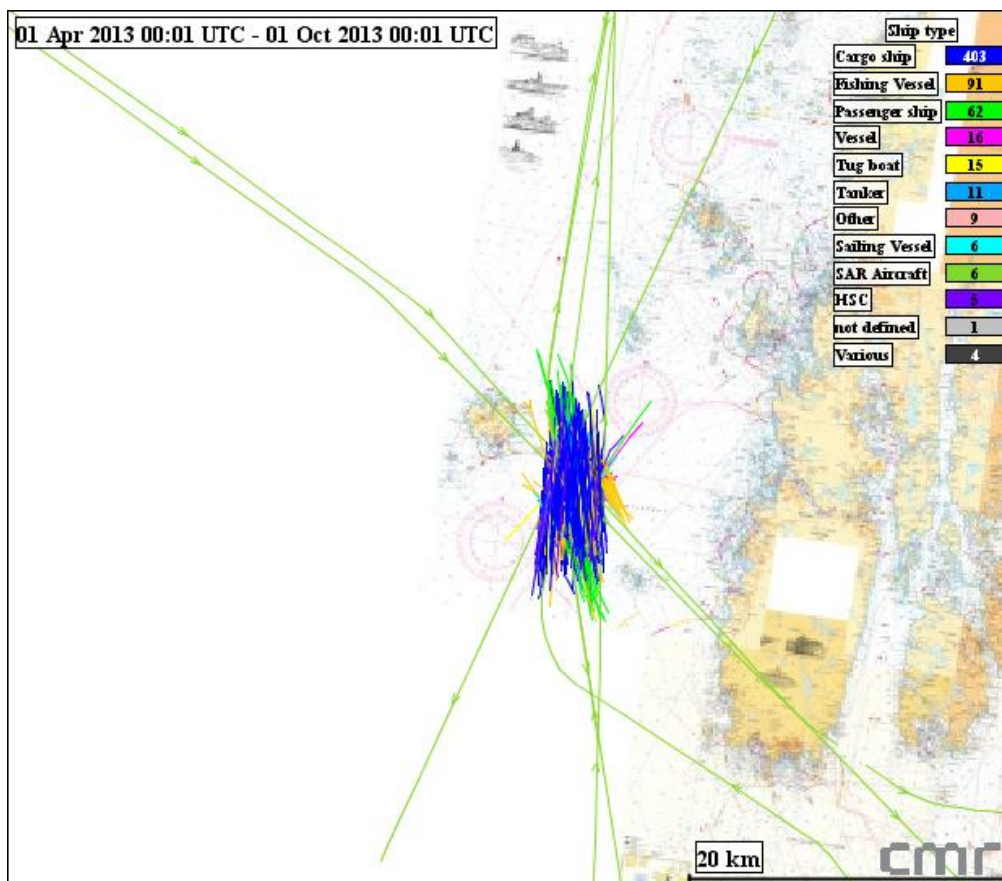 01 Apr 2013 00:01 UTC - 01 Oct 2013 00:01 UTC
Ship type
Cargo ship 403
Fishing Vessel 91
Passenger ship 62
Vessel 16
Tug boat 15
Tanker 11
Other 9
Sailing Vessel 6
SAR Aircraft 6
HSC 5
not defined 1
Various 4
20 km
cmr